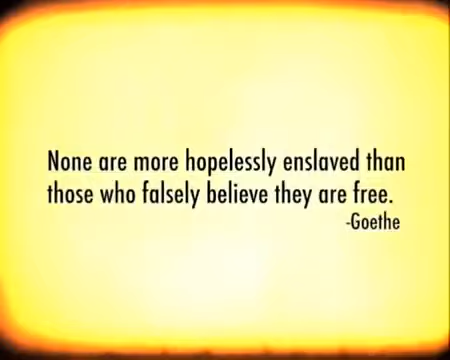 None are more hopelessly enslaved than
those who falsely believe they are free.
-Goethe